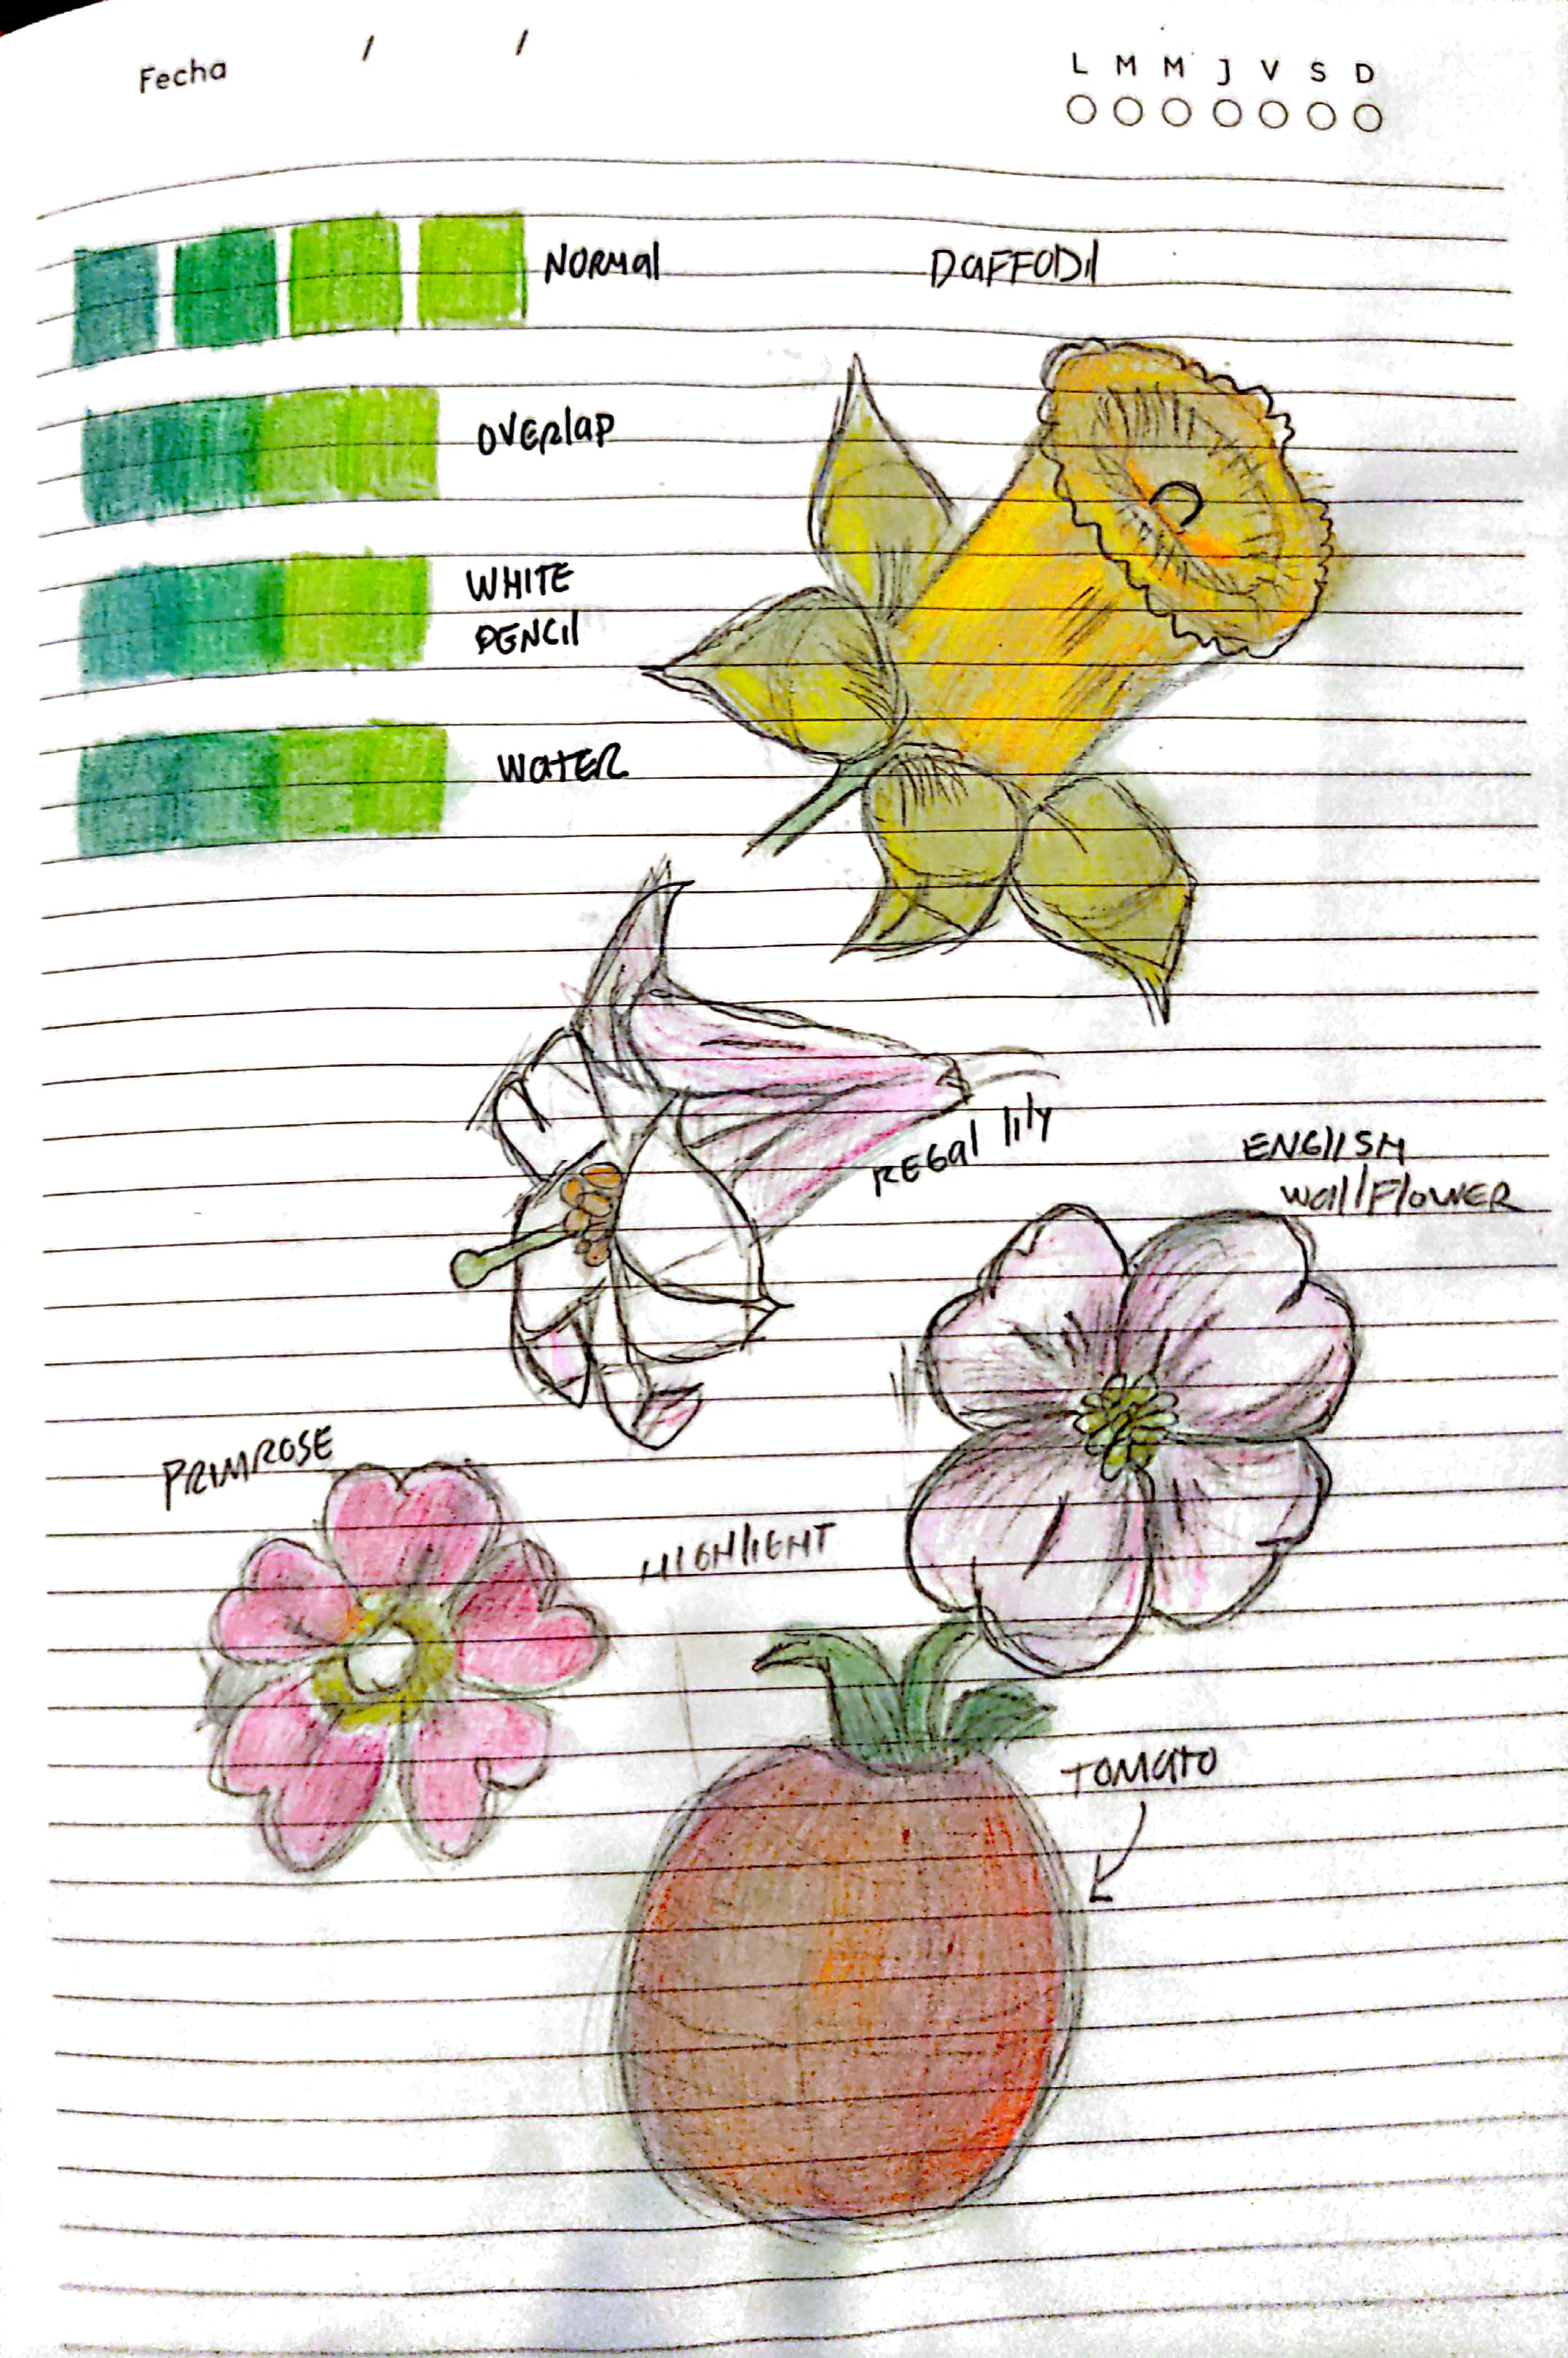 Fecha / /
L M M J V S D
NORMal
DaFFODil
OVERlap
WHITE
PENCil
WatER
REGal lily
ENGlISH
WallFlOWER
PRIMROSE
HIGHlIGHT
TOMaTO